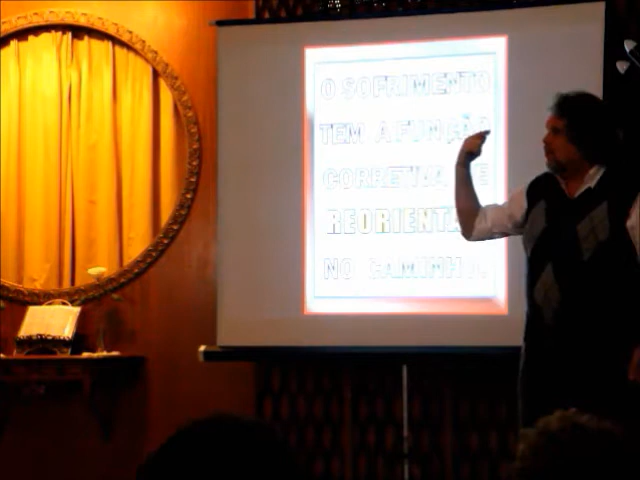 O SOFRIMENTO
TEM A FUNÇÃO
CORRETIVA E
REORIENTA
NO CAMINHO.